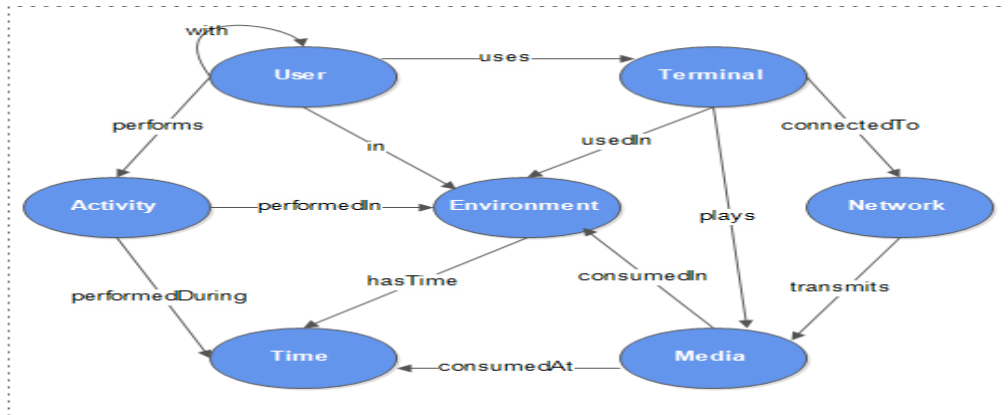 with
User
uses
Terminal
performs
in
usedIn
connectedTo
Activity
performedIn
Environment
plays
Network
performedDuring
hasTime
consumedIn
transmits
Time
consumedAt
Media